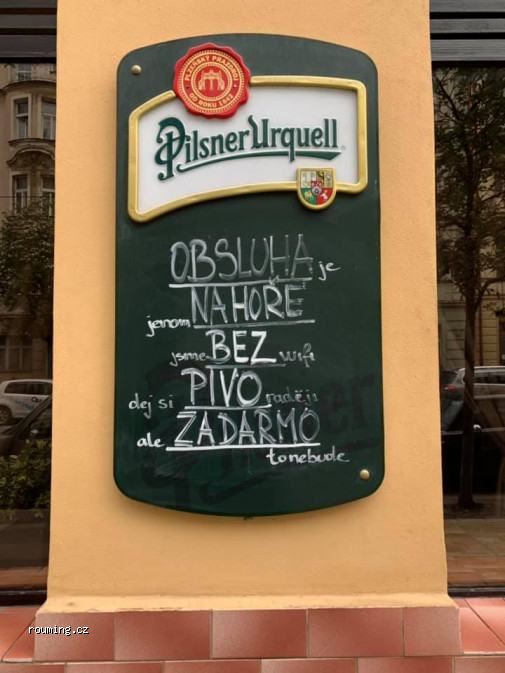 PLZEŇSKÝ PRAZDROJ
OD ROKU 1842
Pilsner Urquell
OBSLUHA je
jenom NAHOŘE
jsme BEZ wifi
dej si PIVO raději
ale ZADARMO
to nebude
rouming.cz